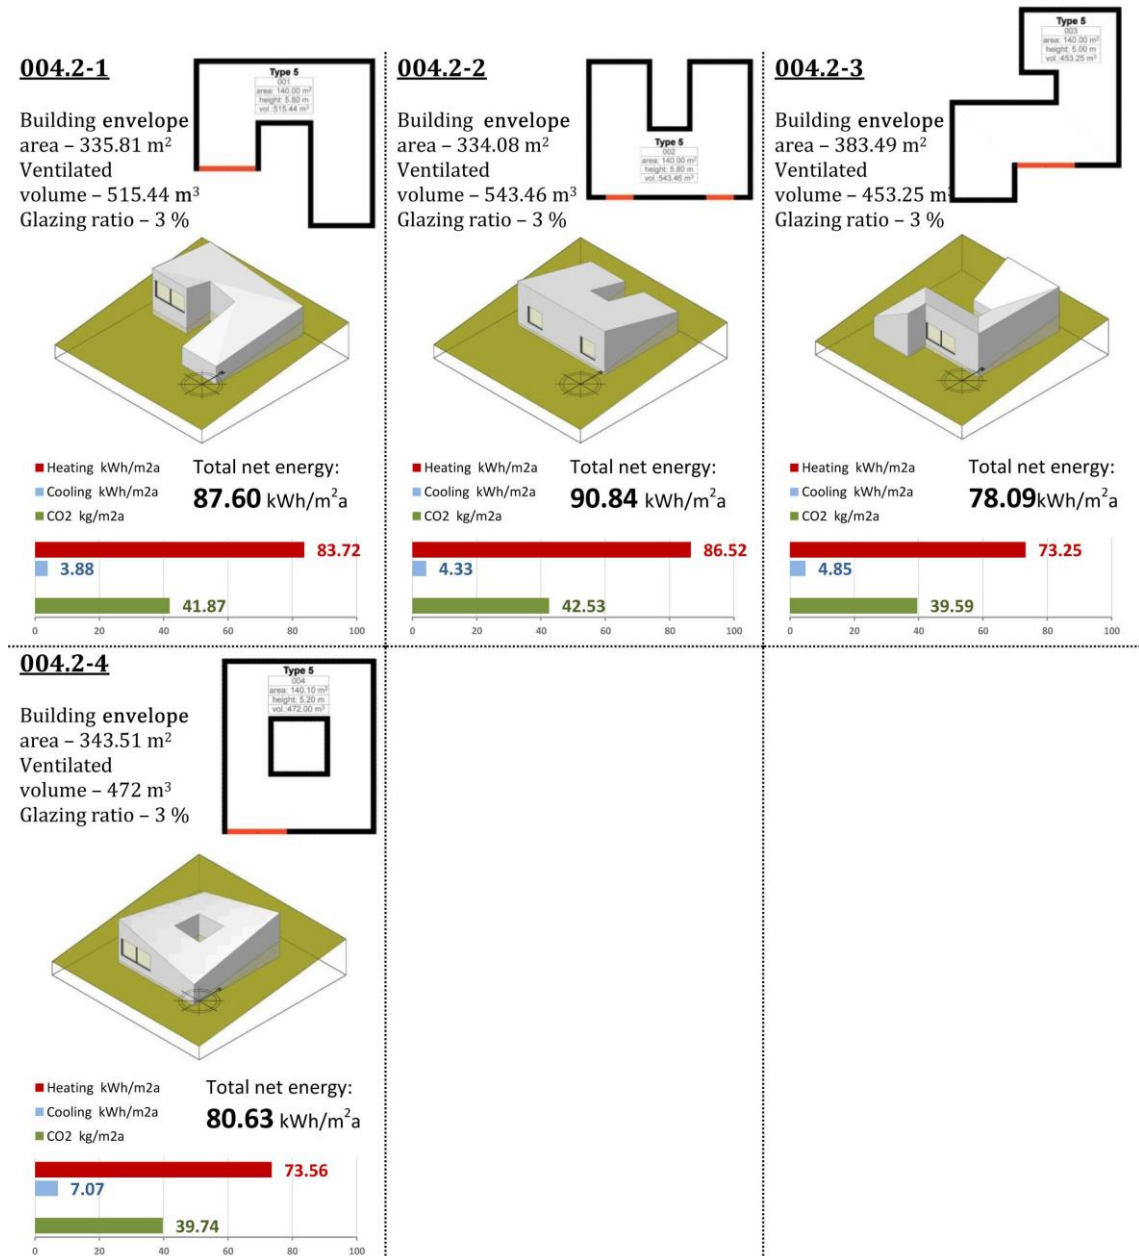 004.2-1
Type 5
001
area: 140.00 m²
height: 5.80 m
vol.:515.44 m³
Building envelope
area – 335.81 m²
Ventilated
volume – 515.44 m³
Glazing ratio – 3 %
Heating kWh/m2a
Cooling kWh/m2a
CO2 kg/m2a
Total net energy:
87.60 kWh/m²a
83.72
3.88
41.87
0 20 40 60 80 100
004.2-2
Type 5
002
area: 140.00 m²
height: 5.80 m
vol.:543.46 m³
Building envelope
area – 334.08 m²
Ventilated
volume – 543.46 m³
Glazing ratio – 3 %
Heating kWh/m2a
Cooling kWh/m2a
CO2 kg/m2a
Total net energy:
90.84 kWh/m²a
86.52
4.33
42.53
0 20 40 60 80 100
004.2-3
Type 5
003
area: 140.00 m²
height: 5.00 m
vol.:453.25 m³
Building envelope
area – 383.49 m²
Ventilated
volume – 453.25 m³
Glazing ratio – 3 %
Heating kWh/m2a
Cooling kWh/m2a
CO2 kg/m2a
Total net energy:
78.09kWh/m²a
73.25
4.85
39.59
0 20 40 60 80 100
004.2-4
Type 5
004
area: 140.10 m²
height: 5.20 m
vol.:472.00 m³
Building envelope
area – 343.51 m²
Ventilated
volume – 472 m³
Glazing ratio – 3 %
Heating kWh/m2a
Cooling kWh/m2a
CO2 kg/m2a
Total net energy:
80.63 kWh/m²a
73.56
7.07
39.74
0 20 40 60 80 100